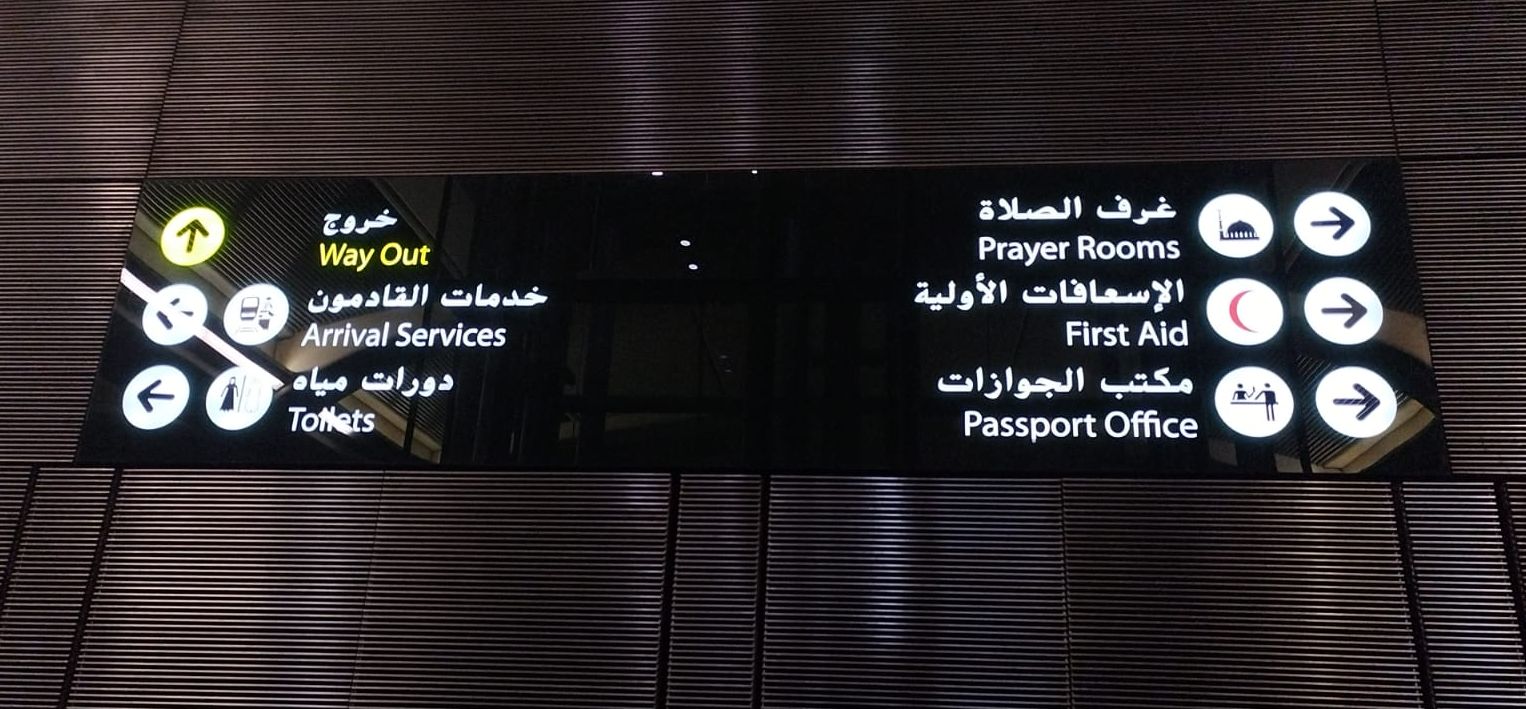 خروج
Way Out
خدمات القادمون
Arrival Services
دورات مياه
Toilets
غرف الصلاة
Prayer Rooms
الإسعافات الأولية
First Aid
مكتب الجوازات
Passport Office